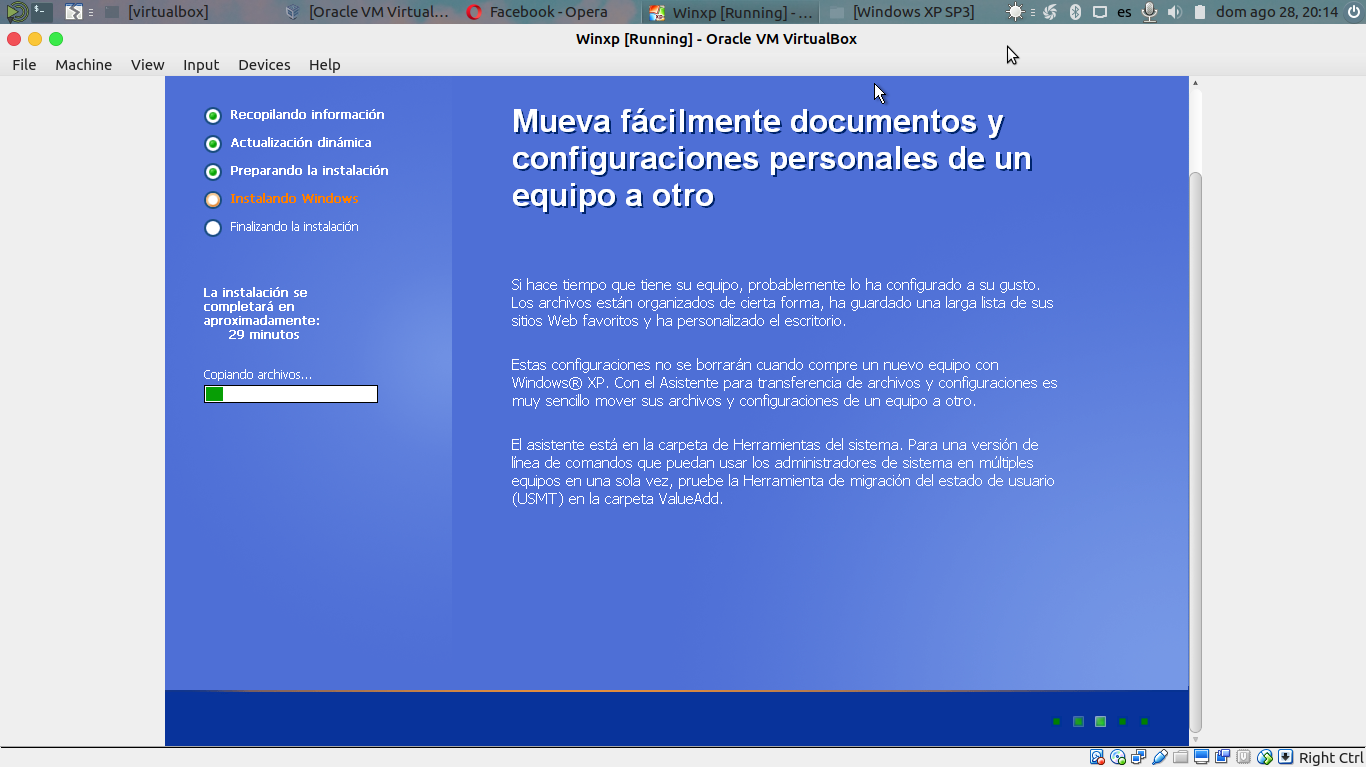 [virtualbox]
[Oracle VM Virtual...
Facebook - Opera
Winxp [Running] - ...
[Windows XP SP3]
es
dom ago 28, 20:14
Winxp [Running] - Oracle VM VirtualBox
File Machine View Input Devices Help
Recopilando información
Actualización dinámica
Preparando la instalación
Instalando Windows
Finalizando la instalación
La instalación se
completará en
aproximadamente:
29 minutos
Copiando archivos...
Mueva fácilmente documentos y
configuraciones personales de un
equipo a otro
Si hace tiempo que tiene su equipo, probablemente lo ha configurado a su gusto.
Los archivos están organizados de cierta forma, ha guardado una larga lista de sus
sitios Web favoritos y ha personalizado el escritorio.
Estas configuraciones no se borrarán cuando compre un nuevo equipo con
Windows® XP. Con el Asistente para transferencia de archivos y configuraciones es
muy sencillo mover sus archivos y configuraciones de un equipo a otro.
El asistente está en la carpeta de Herramientas del sistema. Para una versión de
línea de comandos que puedan usar los administradores de sistema en múltiples
equipos en una sola vez, pruebe la Herramienta de migración del estado de usuario
(USMT) en la carpeta ValueAdd.
Right Ctrl